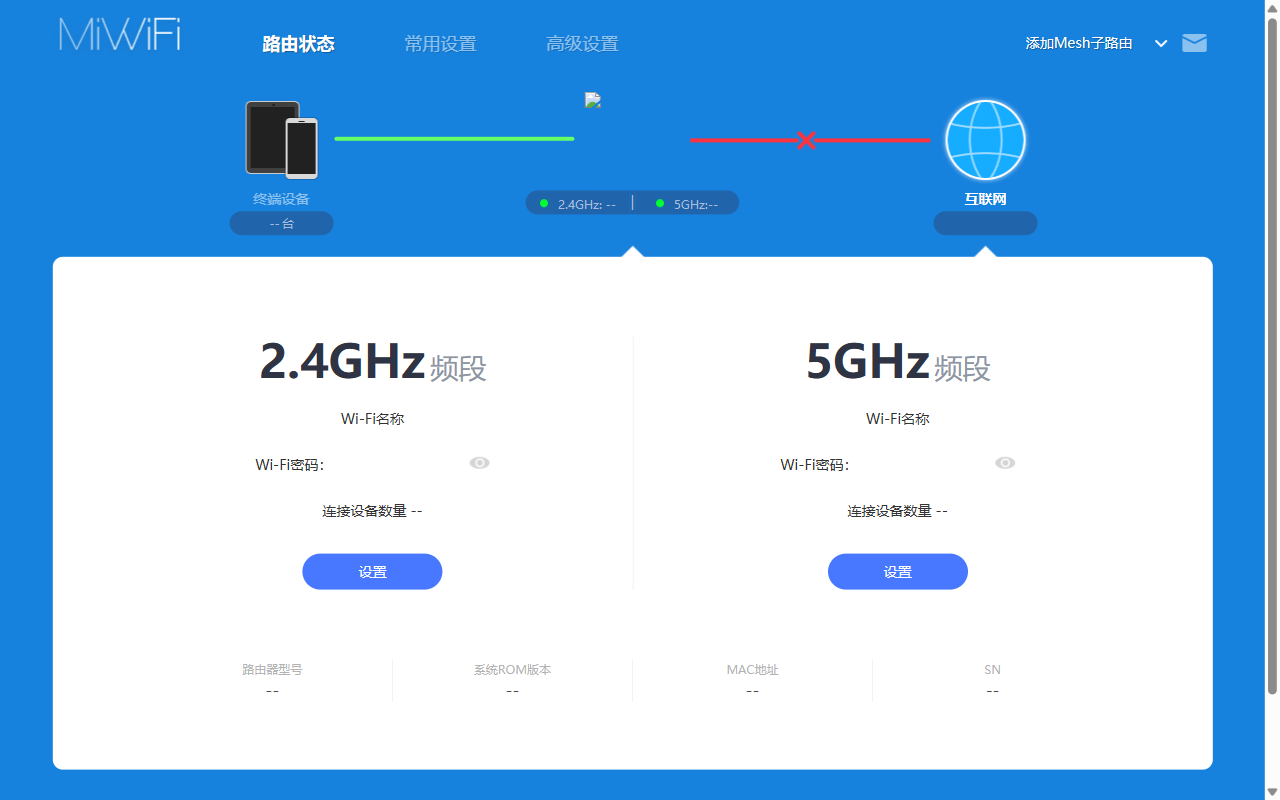 MiWiFi
路由状态 常用设置 高级设置 添加Mesh子路由
终端设备
-- 台
2.4GHz: -- | 5GHz:--
互联网
2.4GHz 频段
Wi-Fi名称
Wi-Fi密码：
连接设备数量 --
设置
5GHz 频段
Wi-Fi名称
Wi-Fi密码：
连接设备数量 --
设置
路由器型号
--
系统ROM版本
--
MAC地址
--
SN
--